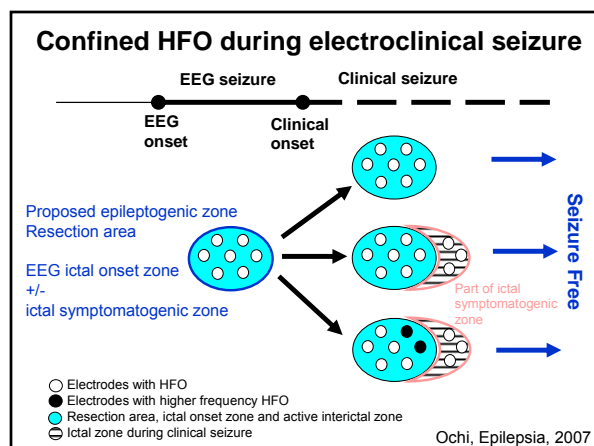 Confined HFO during electroclinical seizure
EEG seizure
Clinical seizure
EEG
onset
Clinical
onset
Proposed epileptogenic zone
Resection area
EEG ictal onset zone
+/-
ictal symptomatogenic zone
Part of ictal
symptomatogenic
zone
Seizure Free
Electrodes with HFO
Electrodes with higher frequency HFO
Resection area, ictal onset zone and active interictal zone
Ictal zone during clinical seizure
Ochi, Epilepsia, 2007